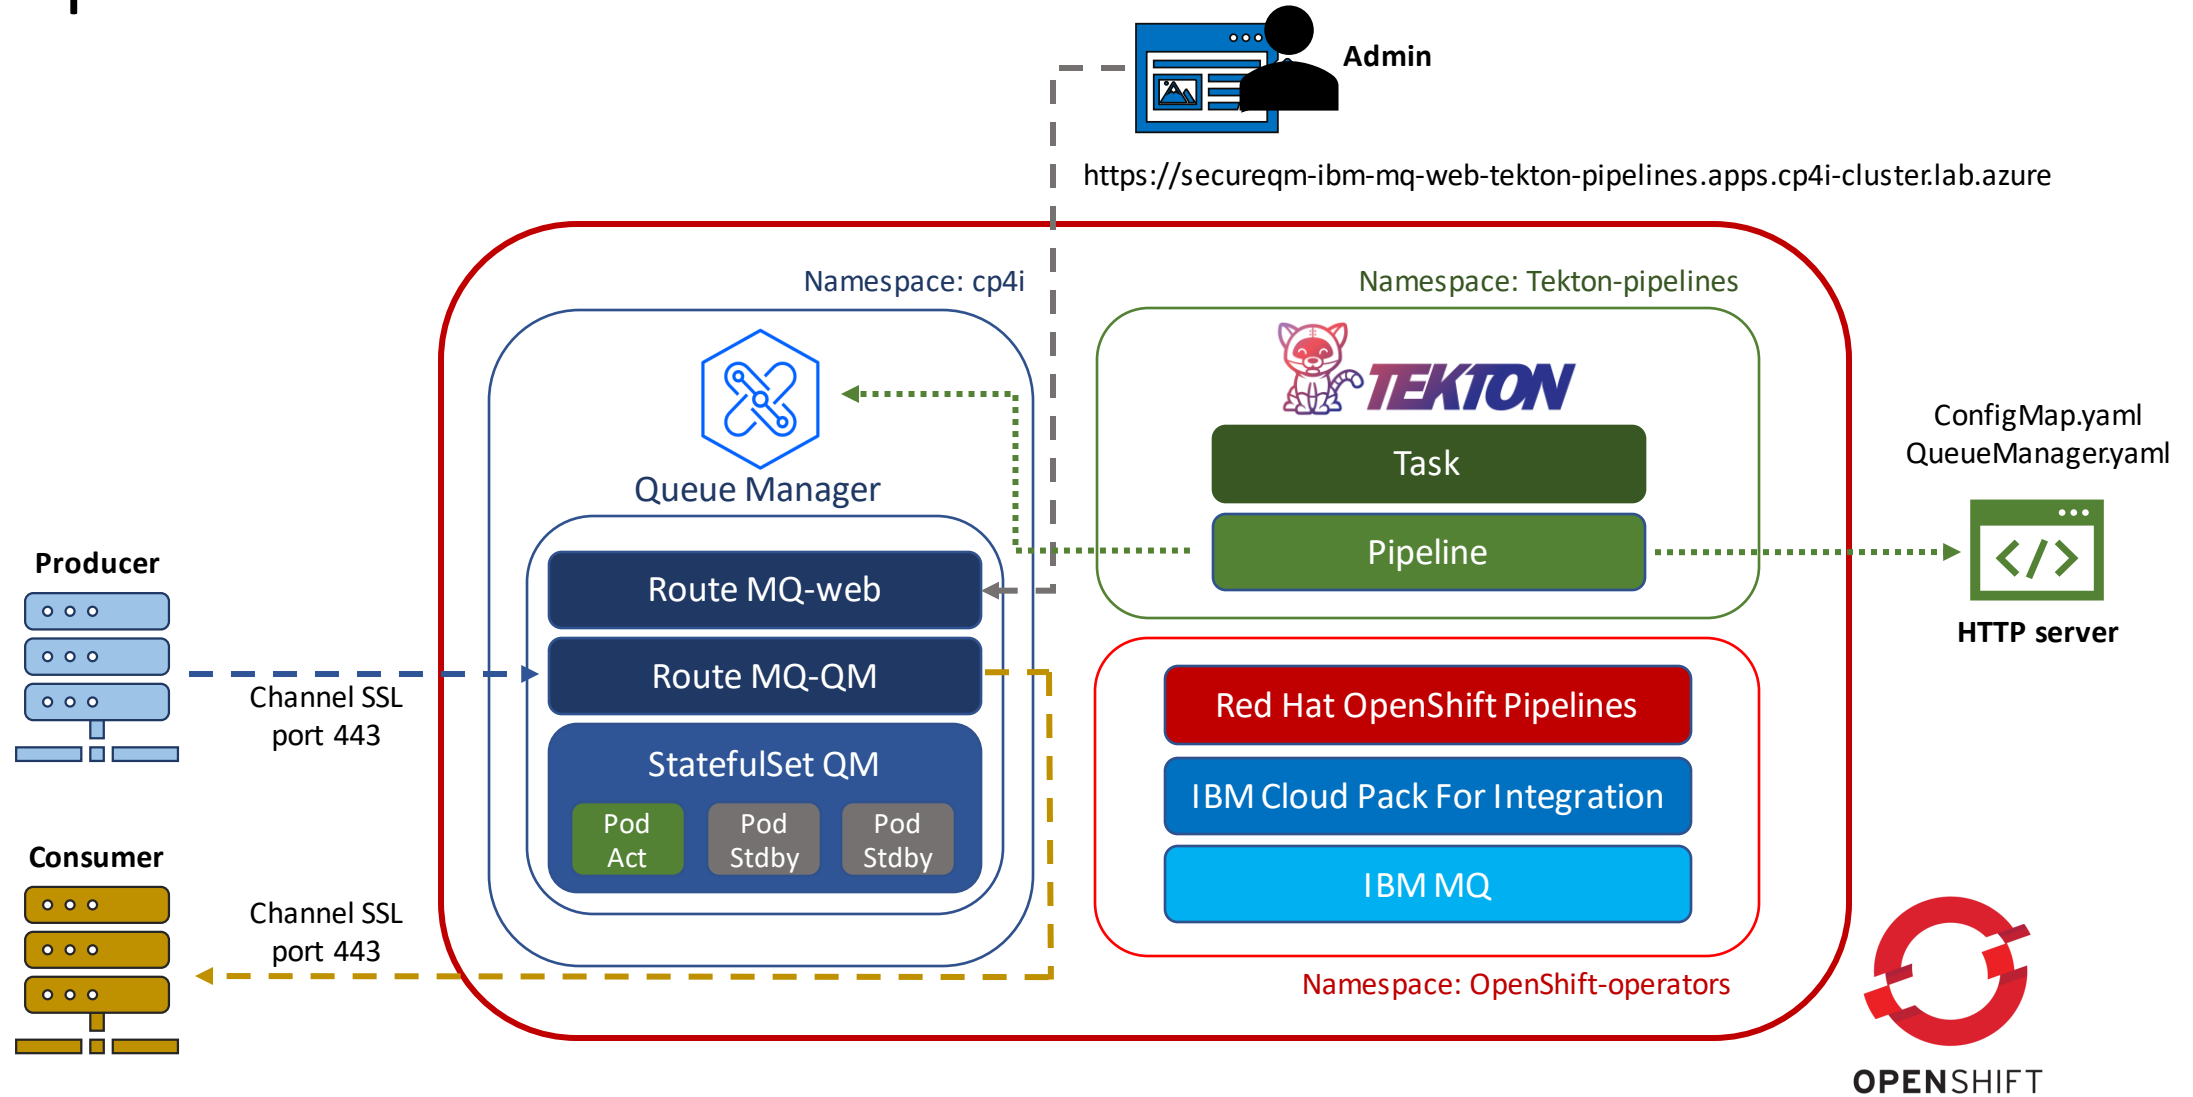 Admin
https://secureqm-ibm-mq-web-tekton-pipelines.apps.cp4i-cluster.lab.azure
Namespace: cp4i
Namespace: Tekton-pipelines
TEKTON
Queue Manager
Task
Pipeline
ConfigMap.yaml
QueueManager.yaml
</>
HTTP server
Producer
Channel SSL
port 443
Route MQ-web
Route MQ-QM
StatefulSet QM
Pod
Act
Pod
Stdby
Pod
Stdby
Red Hat OpenShift Pipelines
IBM Cloud Pack For Integration
IBM MQ
Consumer
Channel SSL
port 443
Namespace: OpenShift-operators
OPENSHIFT